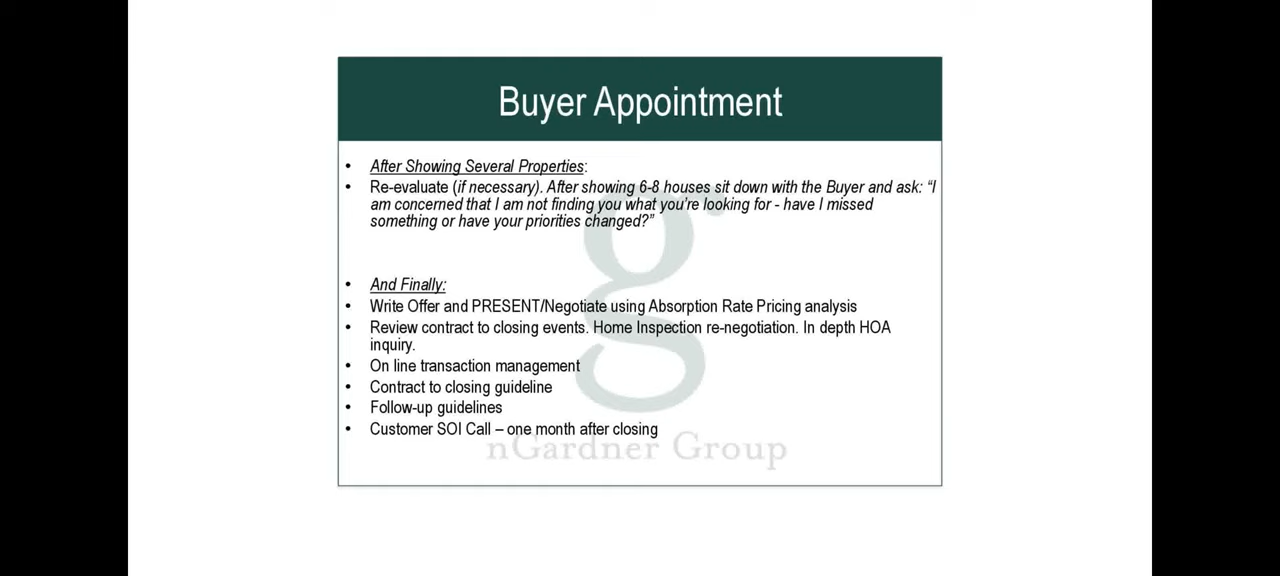 Buyer Appointment
• After Showing Several Properties:
• Re-evaluate (if necessary). After showing 6-8 houses sit down with the Buyer and ask: “I
am concerned that I am not finding you what you’re looking for - have I missed
something or have your priorities changed?”
• And Finally:
• Write Offer and PRESENT/Negotiate using Absorption Rate Pricing analysis
• Review contract to closing events. Home Inspection re-negotiation. In depth HOA
inquiry.
• On line transaction management
• Contract to closing guideline
• Follow-up guidelines
• Customer SOI Call – one month after closing
g
nGardner Group